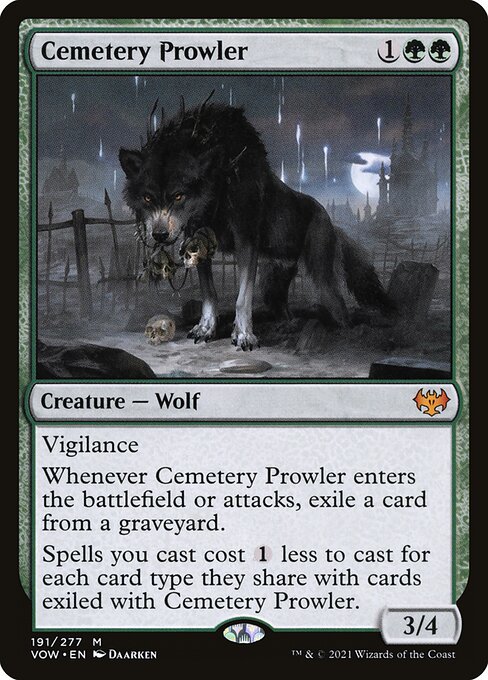 Cemetery Prowler 1
Creature — Wolf
Vigilance
Whenever Cemetery Prowler enters
the battlefield or attacks, exile a card
from a graveyard.
Spells you cast cost 1 less to cast for
each card type they share with cards
exiled with Cemetery Prowler.
3/4
191/277 M
VOW • EN DAARKEN
™ & © 2021 Wizards of the Coast